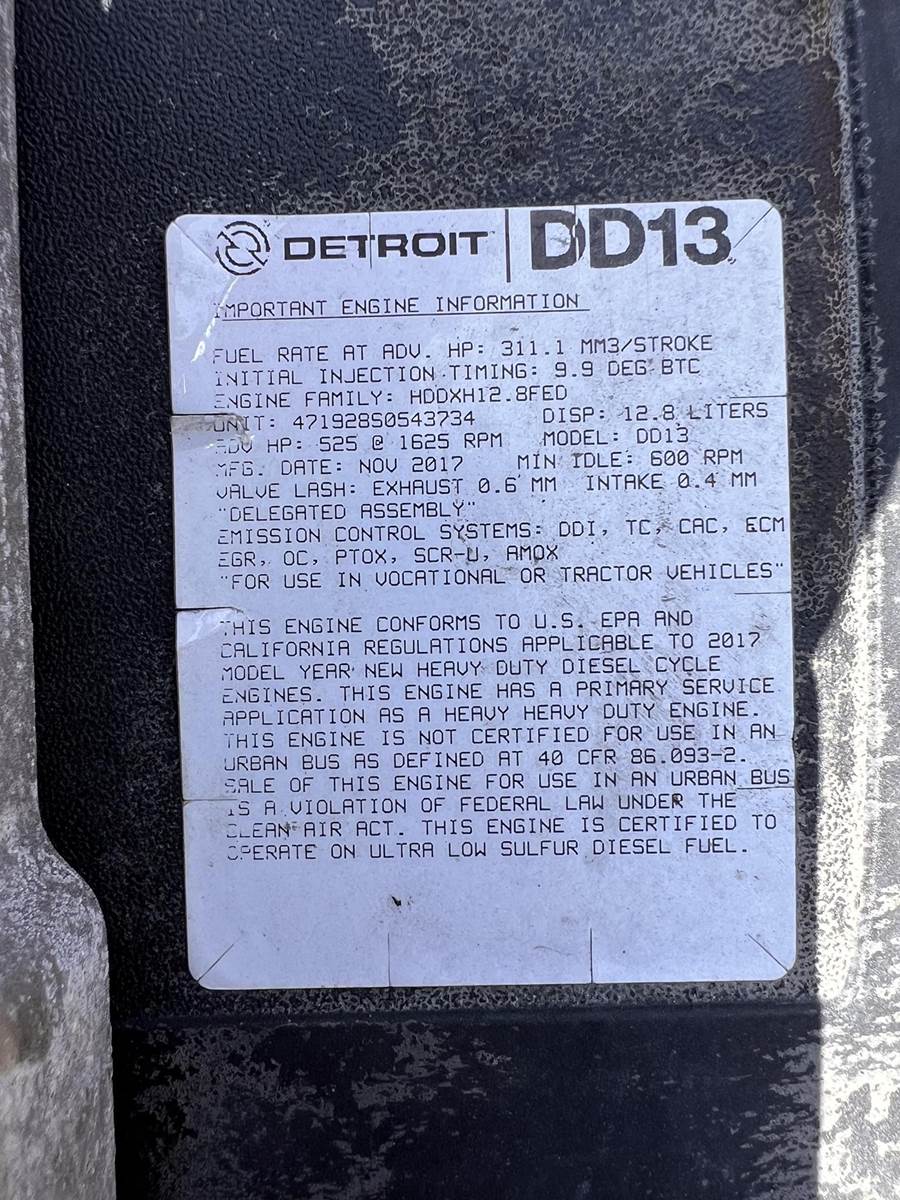 DETROIT DD13
IMPORTANT ENGINE INFORMATION
FUEL RATE AT ADV. HP: 311.1 MM3/STROKE
INITIAL INJECTION TIMING: 9.9 DEG BTC
ENGINE FAMILY: HDDXH12.8FED
UNIT: 471928S0543734 DISP: 12.8 LITERS
ADV HP: 525 @ 1625 RPM MODEL: DD13
MFG. DATE: NOV 2017 MIN IDLE: 600 RPM
VALVE LASH: EXHAUST 0.6 MM INTAKE 0.4 MM
"DELEGATED ASSEMBLY"
EMISSION CONTROL SYSTEMS: DDI, TC, CAC, ECM
EGR, OC, PTOX, SCR-U, AMOX
"FOR USE IN VOCATIONAL OR TRACTOR VEHICLES"
THIS ENGINE CONFORMS TO U.S. EPA AND
CALIFORNIA REGULATIONS APPLICABLE TO 2017
MODEL YEAR NEW HEAVY DUTY DIESEL CYCLE
ENGINES. THIS ENGINE HAS A PRIMARY SERVICE
APPLICATION AS A HEAVY HEAVY DUTY ENGINE.
THIS ENGINE IS NOT CERTIFIED FOR USE IN AN
URBAN BUS AS DEFINED AT 40 CFR 86.093-2.
SALE OF THIS ENGINE FOR USE IN AN URBAN BUS
IS A VIOLATION OF FEDERAL LAW UNDER THE
CLEAN AIR ACT. THIS ENGINE IS CERTIFIED TO
OPERATE ON ULTRA LOW SULFUR DIESEL FUEL.